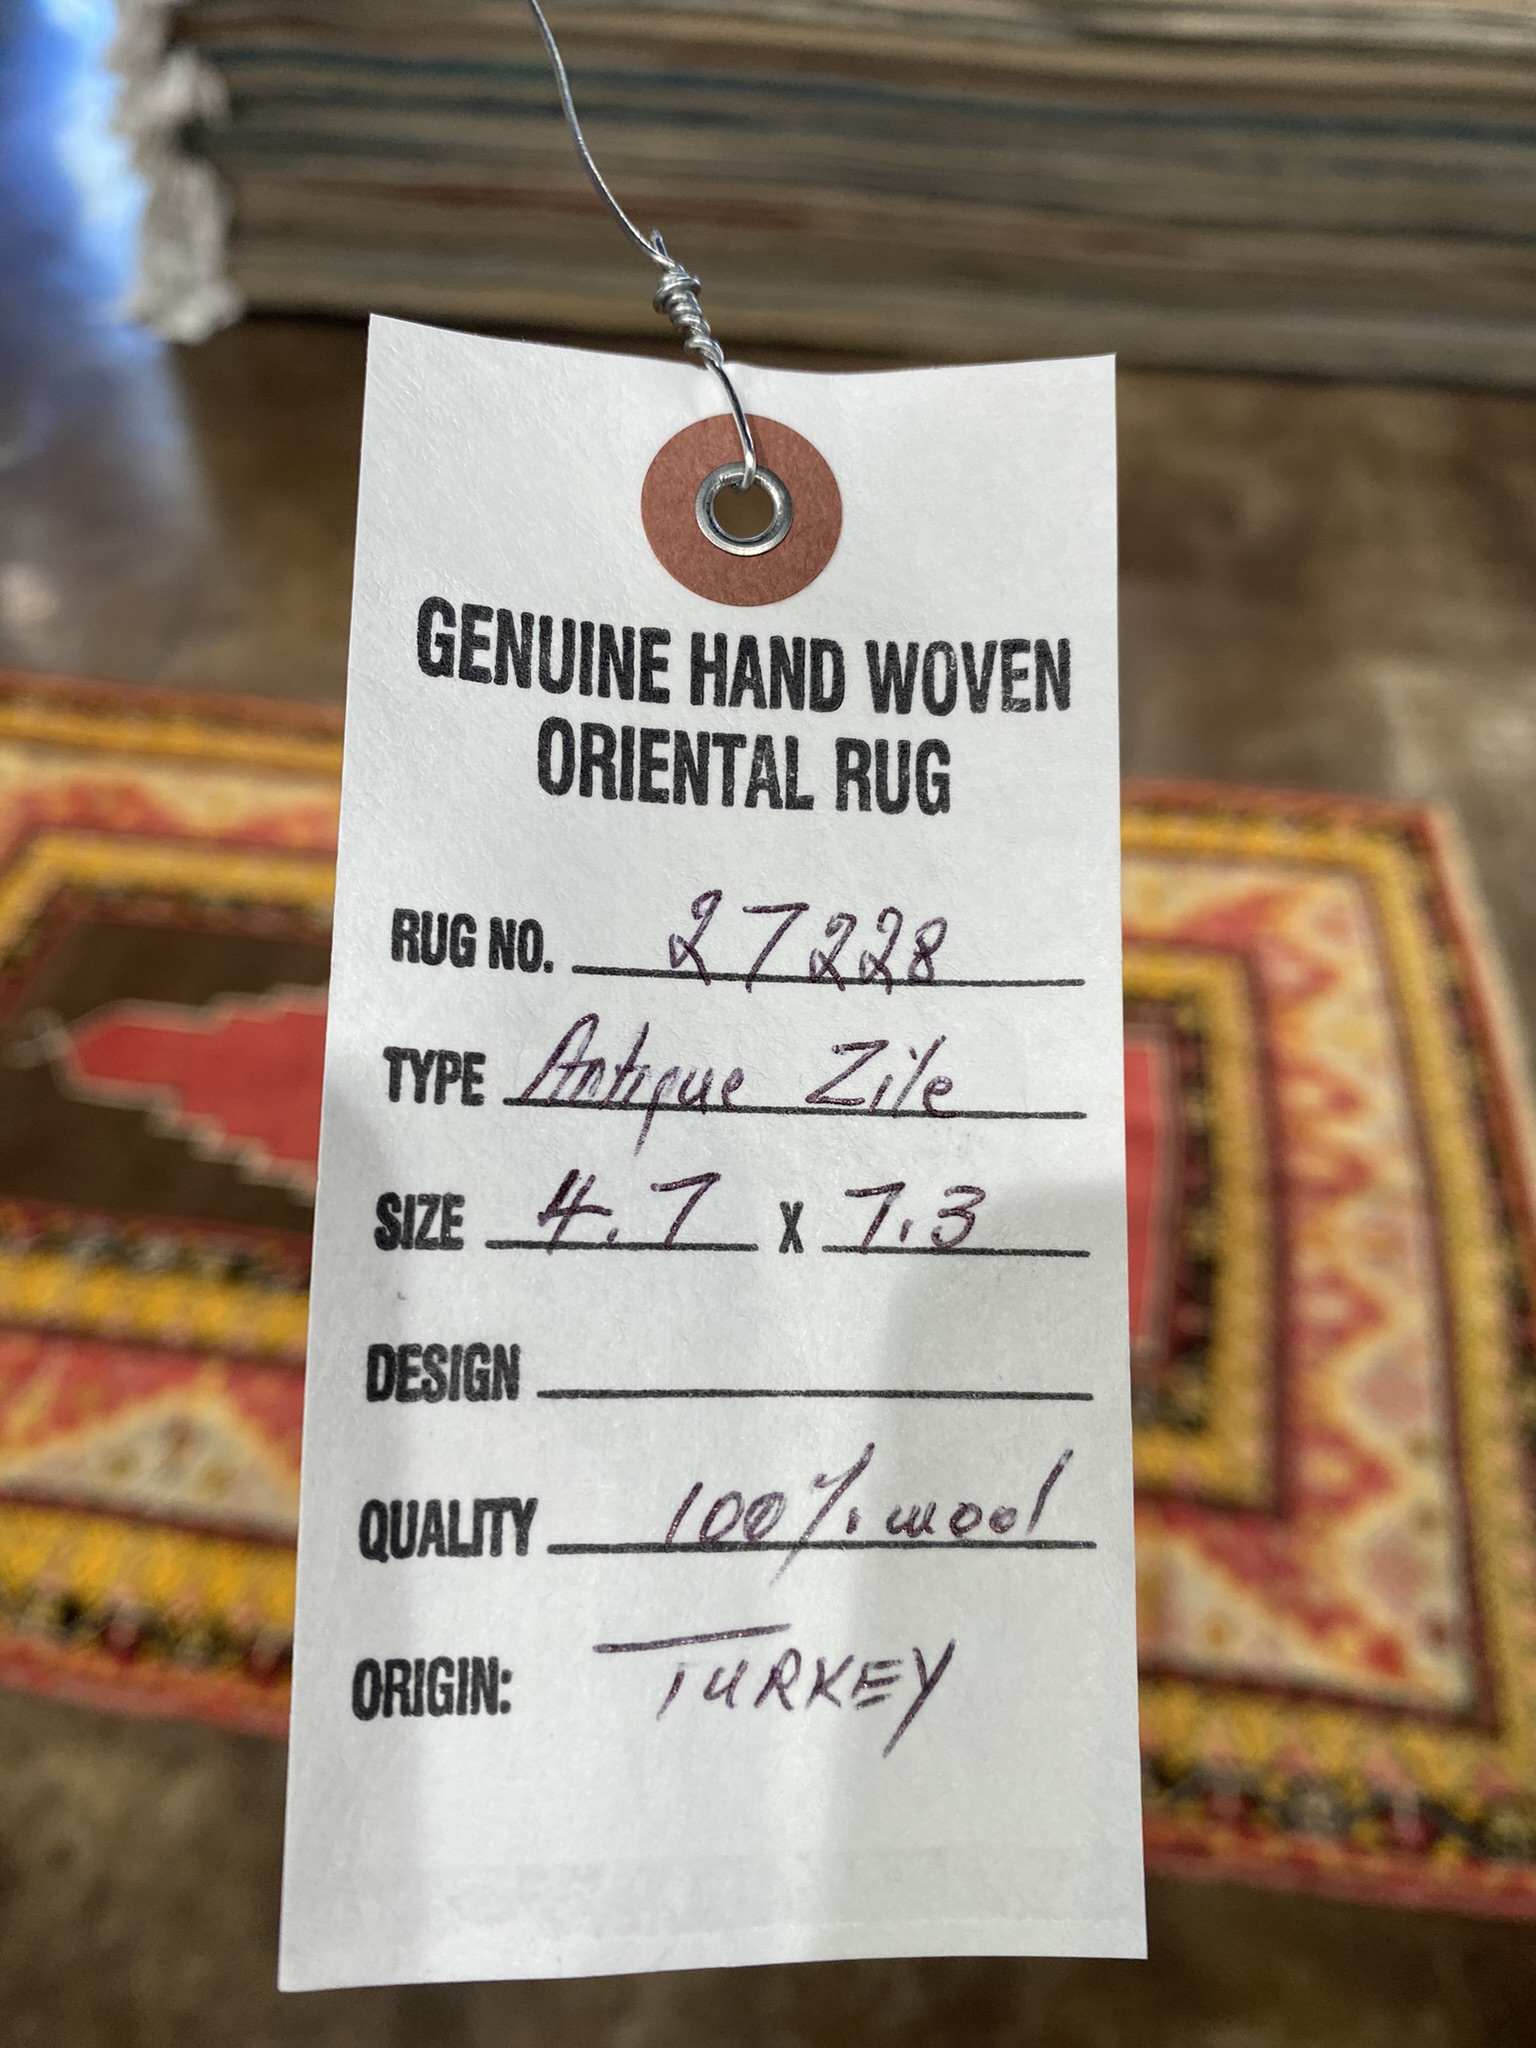 GENUINE HAND WOVEN
ORIENTAL RUG
RUG NO. 27228
TYPE Antique Zile
SIZE 4.7 X 7.3
DESIGN
QUALITY 100% wool
ORIGIN: TURKEY